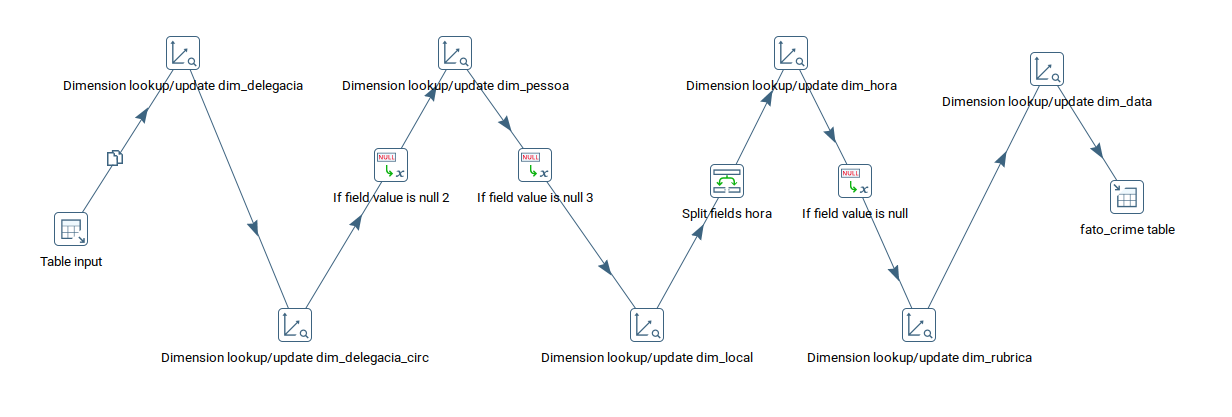 Dimension lookup/update dim_delegacia
Dimension lookup/update dim_pessoa
Dimension lookup/update dim_hora
Dimension lookup/update dim_data
NULL
x
If field value is null 2
NULL
x
If field value is null 3
Split fields hora
NULL
x
If field value is null
fato_crime table
Table input
Dimension lookup/update dim_delegacia_circ
Dimension lookup/update dim_local
Dimension lookup/update dim_rubrica